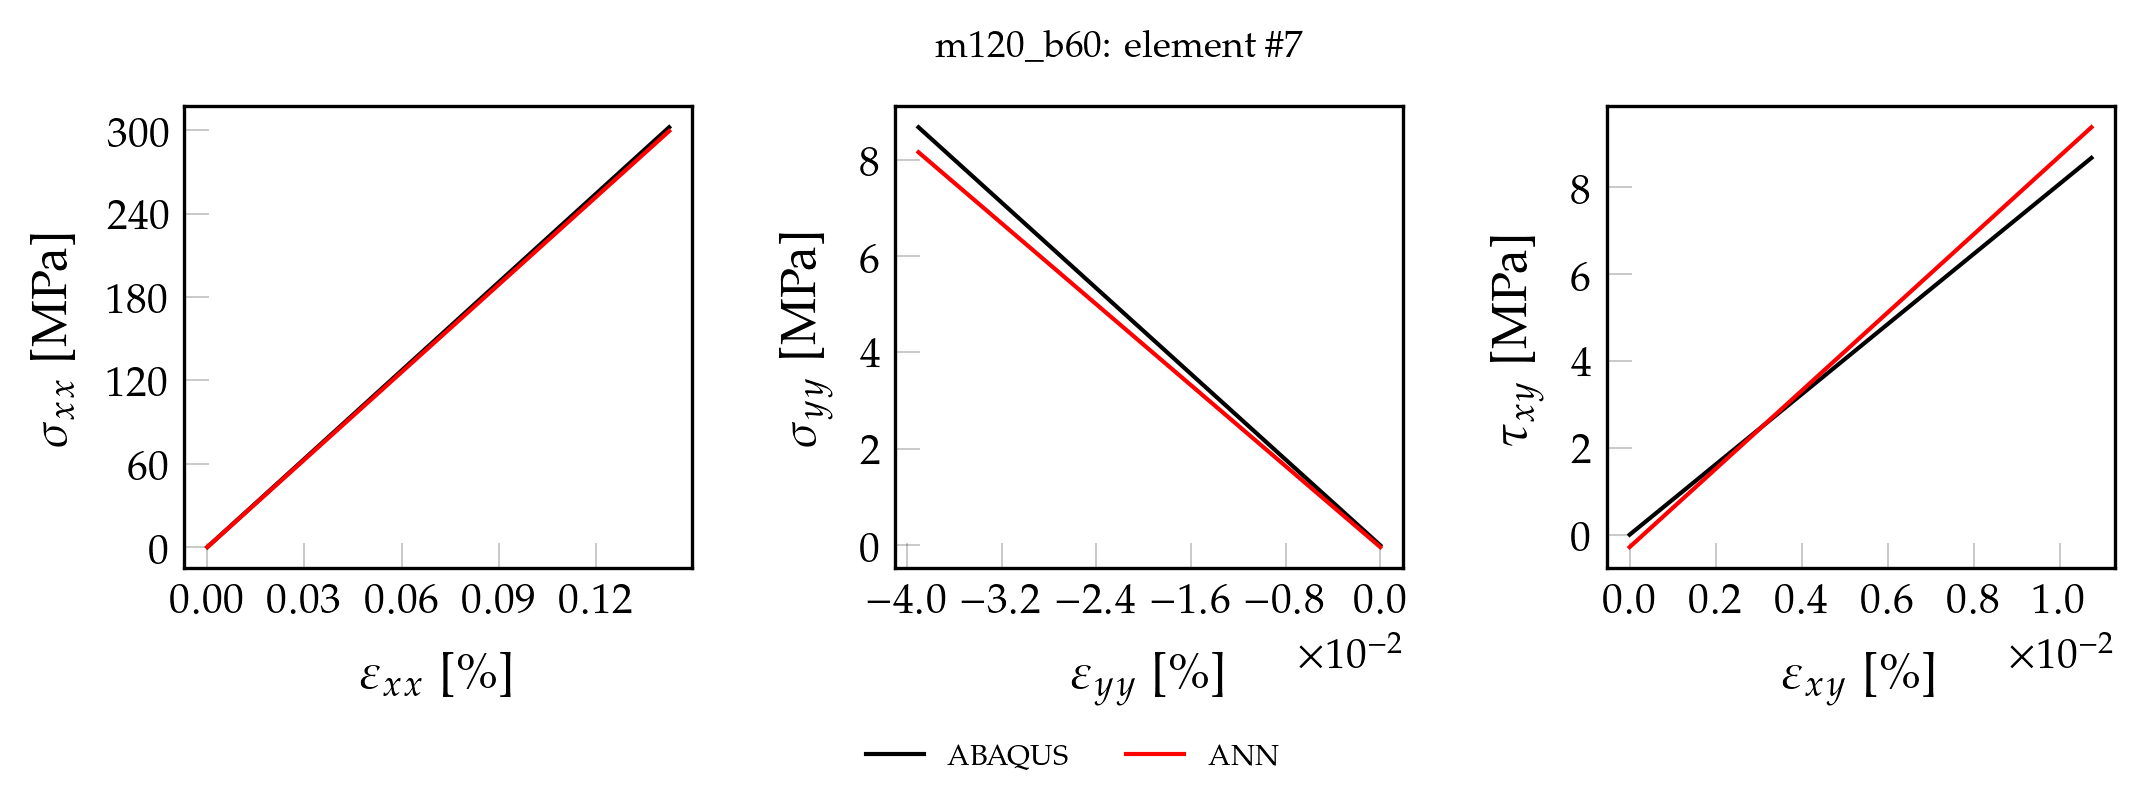 m120_b60: element #7
300
240
180
120
60
0
0.00 0.03 0.06 0.09 0.12
σxx [MPa]
εxx [%]
8
6
4
2
0
−4.0 −3.2 −2.4 −1.6 −0.8 0.0
×10−2
σyy [MPa]
εyy [%]
8
6
4
2
0
0.0 0.2 0.4 0.6 0.8 1.0
×10−2
τxy [MPa]
εxy [%]
ABAQUS ANN